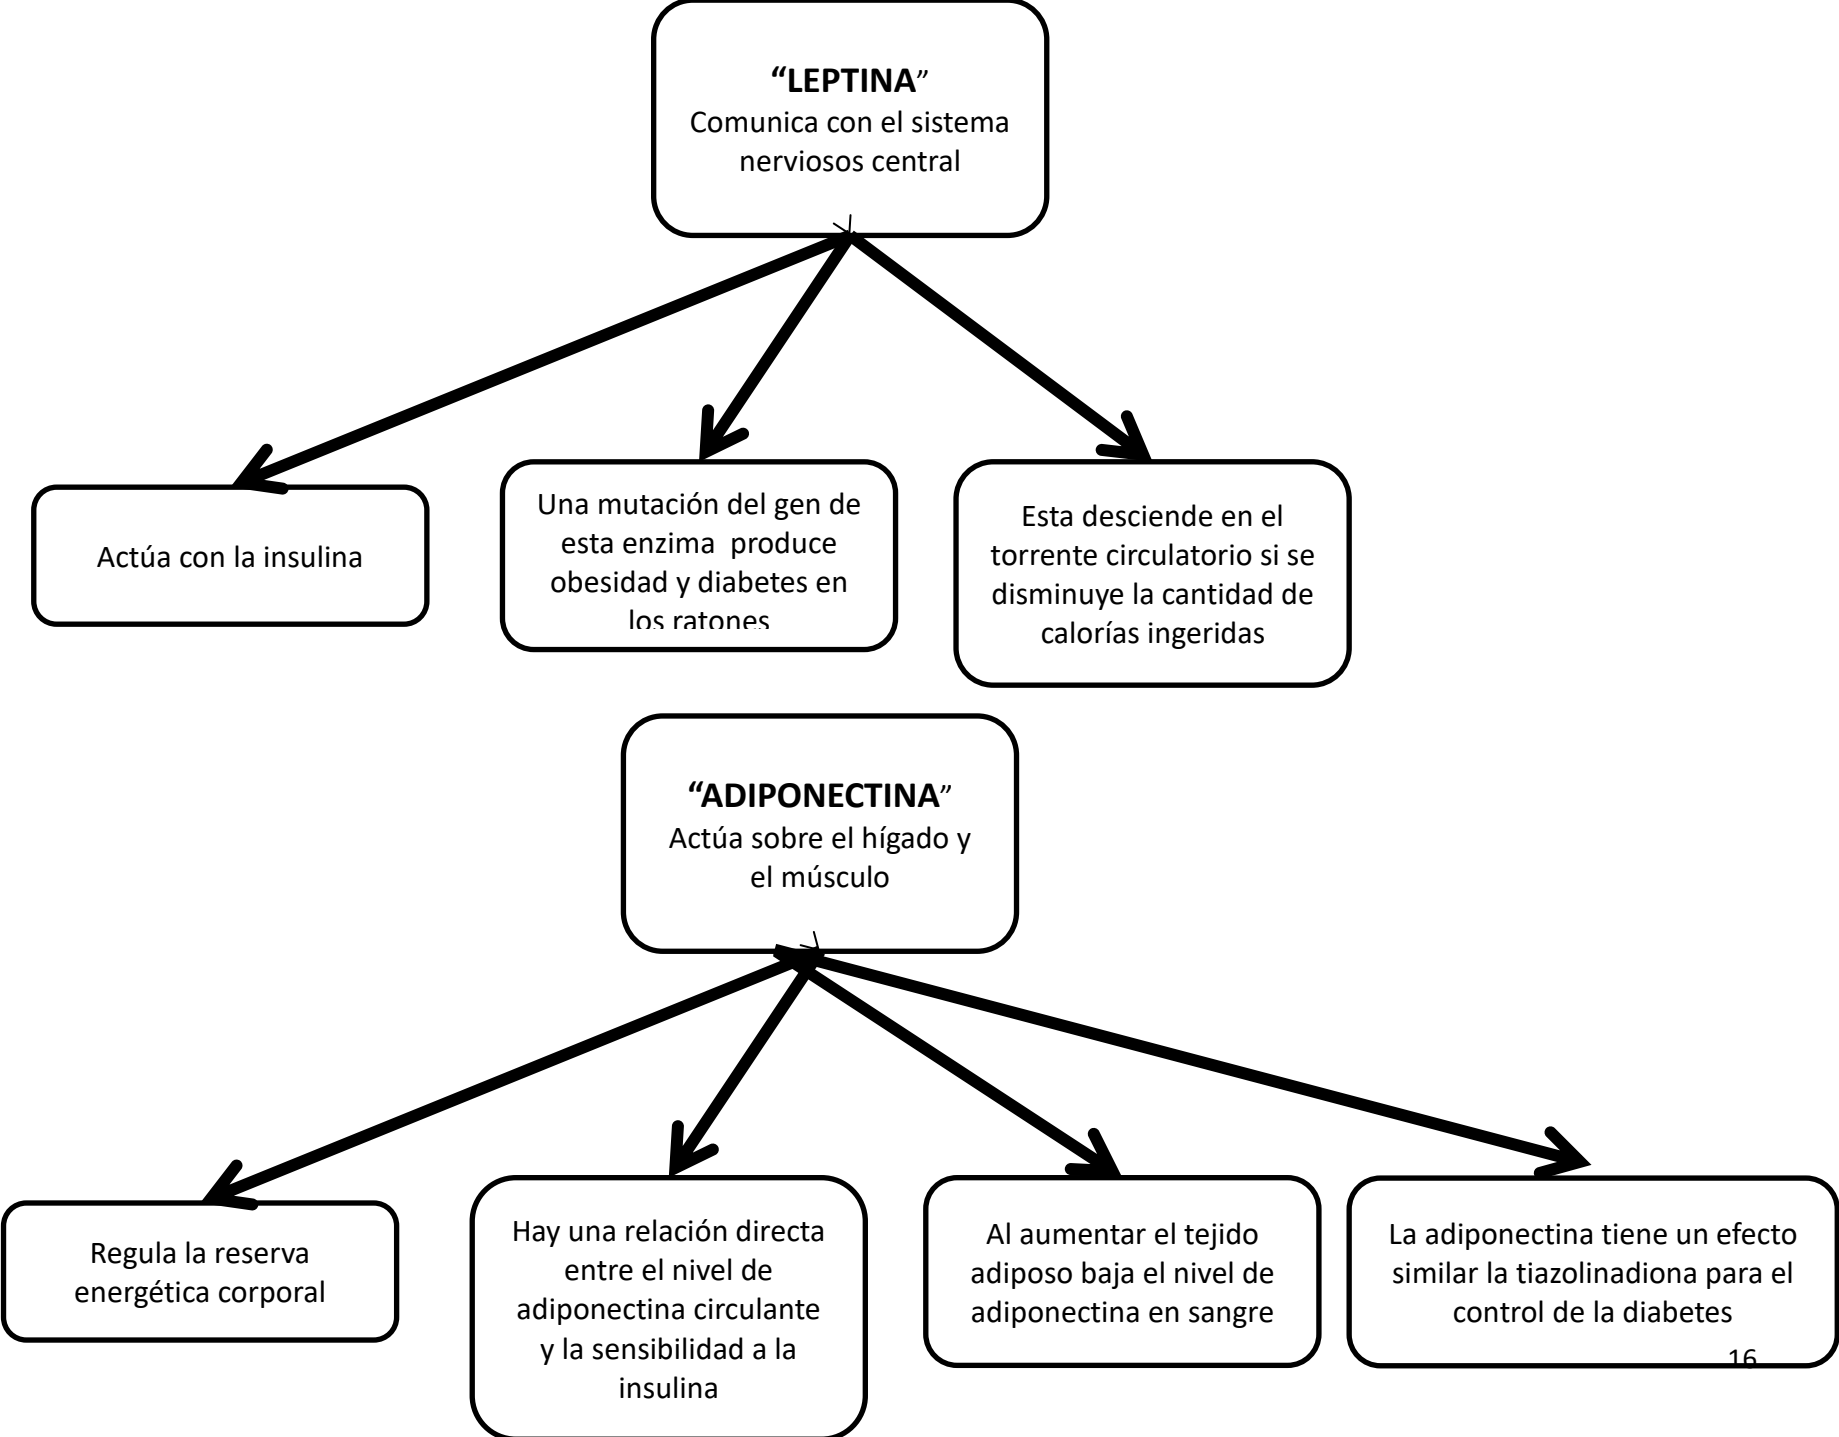 “LEPTINA”
Comunica con el sistema
nerviosos central
Actúa con la insulina
Una mutación del gen de
esta enzima  produce
obesidad y diabetes en
los ratones
Esta desciende en el
torrente circulatorio si se
disminuye la cantidad de
calorías ingeridas
“ADIPONECTINA”
Actúa sobre el hígado y
el músculo
Regula la reserva
energética corporal
Hay una relación directa
entre el nivel de
adiponectina circulante
y la sensibilidad a la
insulina
Al aumentar el tejido
adiposo baja el nivel de
adiponectina en sangre
La adiponectina tiene un efecto
similar la tiazolinadiona para el
control de la diabetes
16